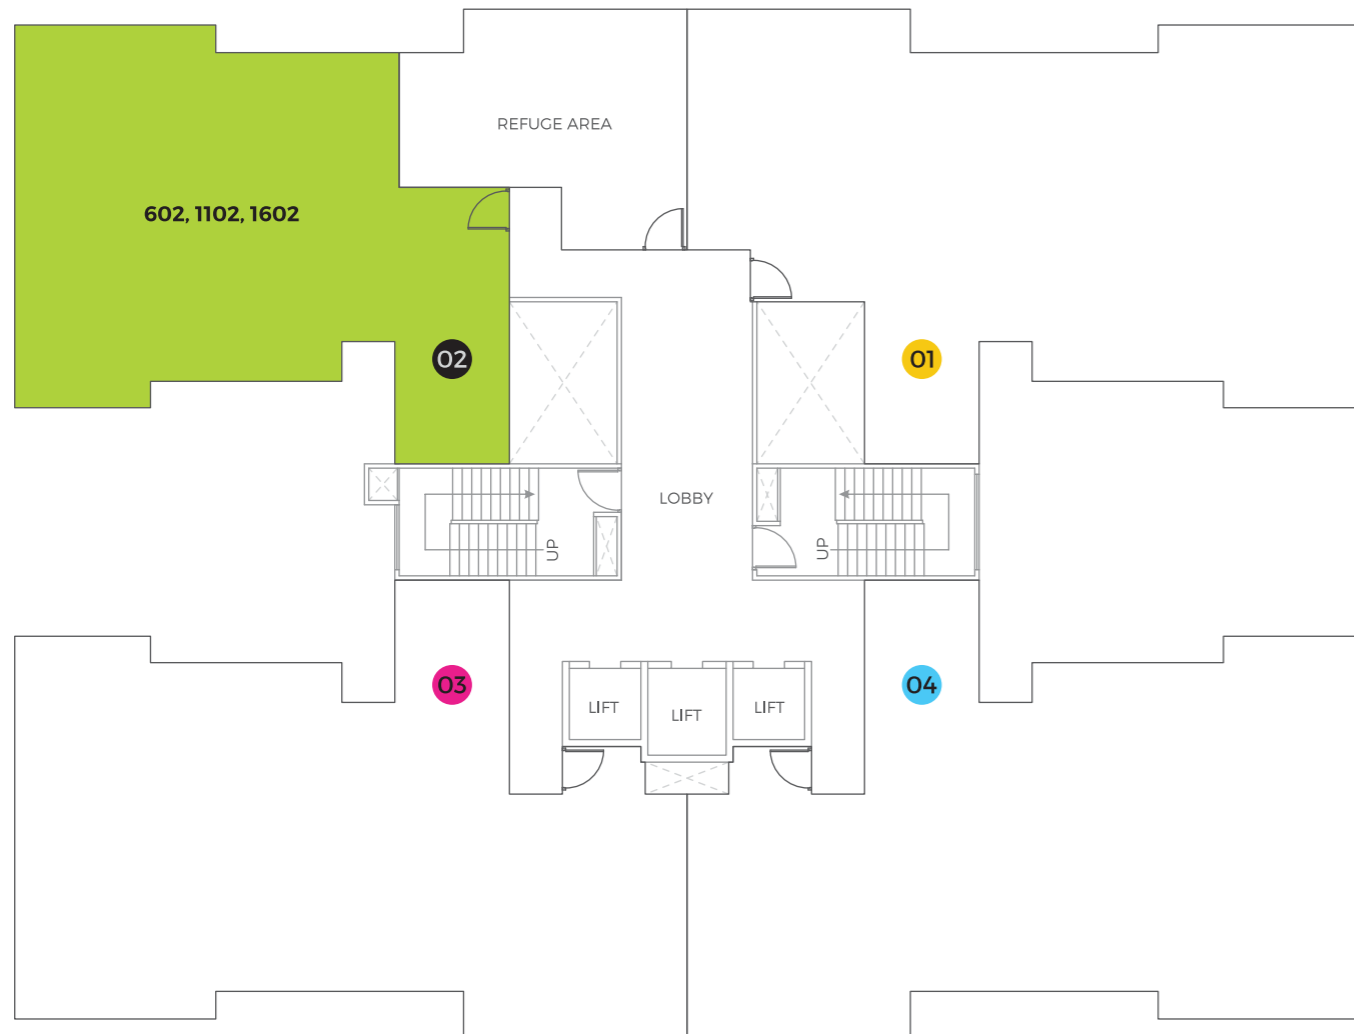 REFUGE AREA
602, 1102, 1602
02
01
LOBBY
UP
UP
03
04
LIFT
LIFT
LIFT